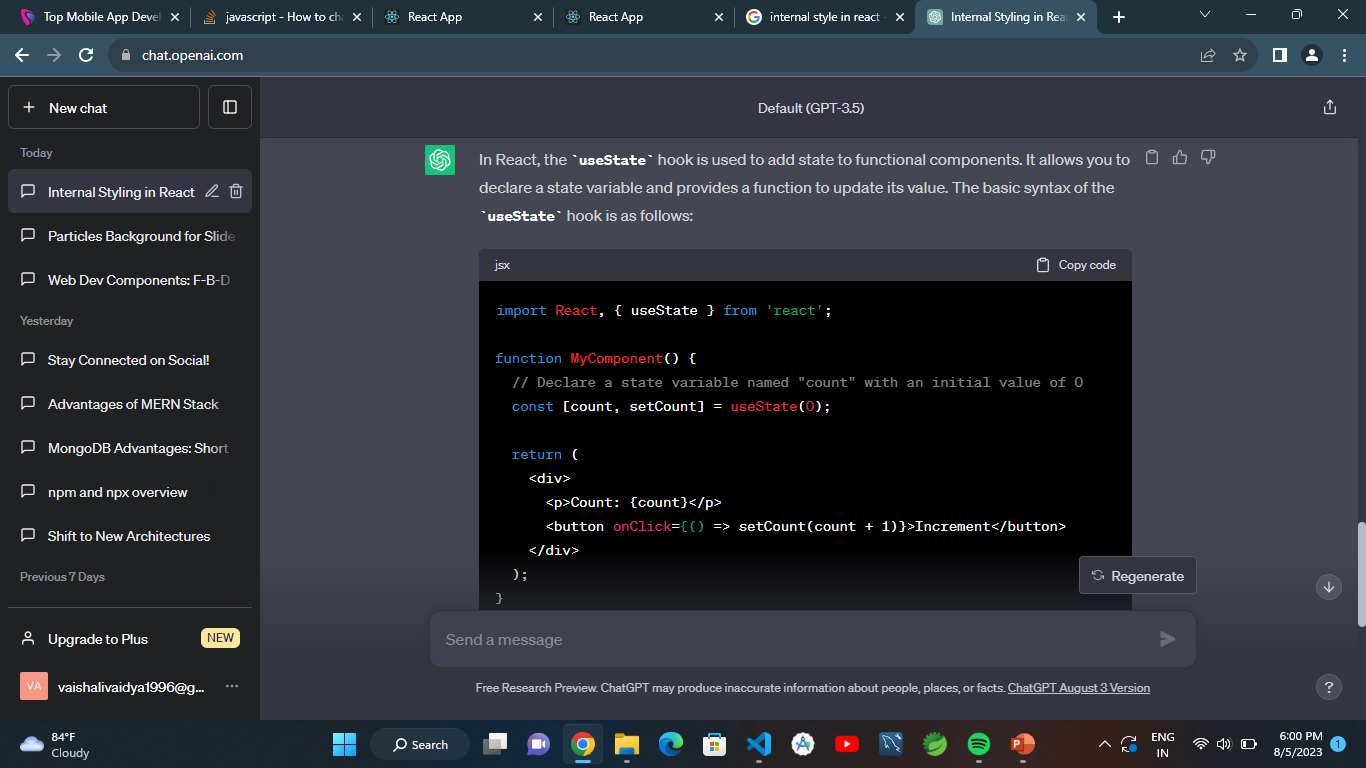 Top Mobile App Devel
javascript - How to ch
React App
React App
internal style in react -
Internal Styling in Rea
chat.openai.com
New chat
Default (GPT-3.5)
Today
Internal Styling in React
Particles Background for Slide
Web Dev Components: F-B-D
Yesterday
Stay Connected on Social!
Advantages of MERN Stack
MongoDB Advantages: Short
npm and npx overview
Shift to New Architectures
Previous 7 Days
Upgrade to Plus
NEW
VA
vaishalivaidya1996@g...
In React, the `useState` hook is used to add state to functional components. It allows you to
declare a state variable and provides a function to update its value. The basic syntax of the
`useState` hook is as follows:
jsx
Copy code
import React, { useState } from 'react';
function MyComponent() {
// Declare a state variable named "count" with an initial value of 0
const [count, setCount] = useState(0);
return (
<div>
<p>Count: {count}</p>
<button onClick={() => setCount(count + 1)}>Increment</button>
</div>
);
}
Regenerate
Send a message
Free Research Preview. ChatGPT may produce inaccurate information about people, places, or facts. ChatGPT August 3 Version
?
84°F
Cloudy
Search
ENG
IN
6:00 PM
8/5/2023
1